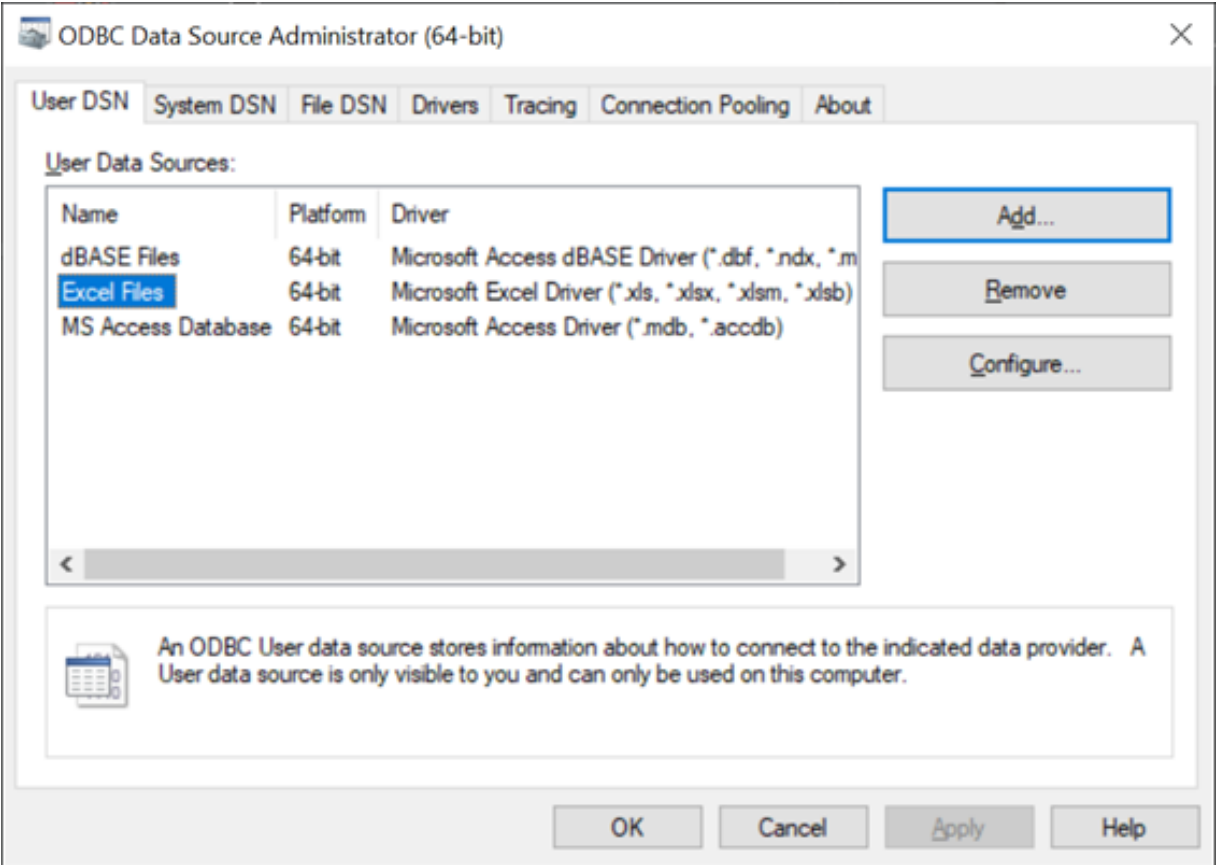 ODBC Data Source Administrator (64-bit)
User DSN System DSN File DSN Drivers Tracing Connection Pooling About
User Data Sources:
Name Platform Driver
dBASE Files 64-bit Microsoft Access dBASE Driver (*.dbf, *.ndx, *.m
Excel Files 64-bit Microsoft Excel Driver (*.xls, *.xlsx, *.xlsm, *.xlsb)
MS Access Database 64-bit Microsoft Access Driver (*.mdb, *.accdb)
Add...
Remove
Configure...
An ODBC User data source stores information about how to connect to the indicated data provider. A
User data source is only visible to you and can only be used on this computer.
OK Cancel Apply Help